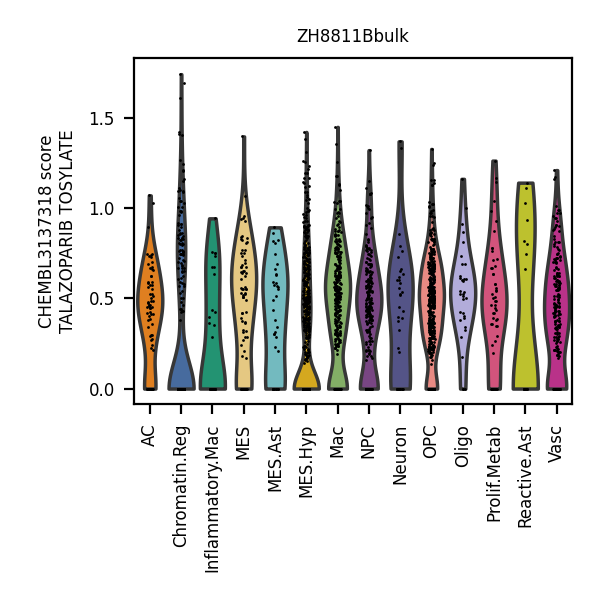 ZH8811Bbulk
CHEMBL3137318 score
TALAZOPARIB TOSYLATE
1.5
1.0
0.5
0.0
AC
Chromatin.Reg
Inflammatory.Mac
MES
MES.Ast
MES.Hyp
Mac
NPC
Neuron
OPC
Oligo
Prolif.Metab
Reactive.Ast
Vasc